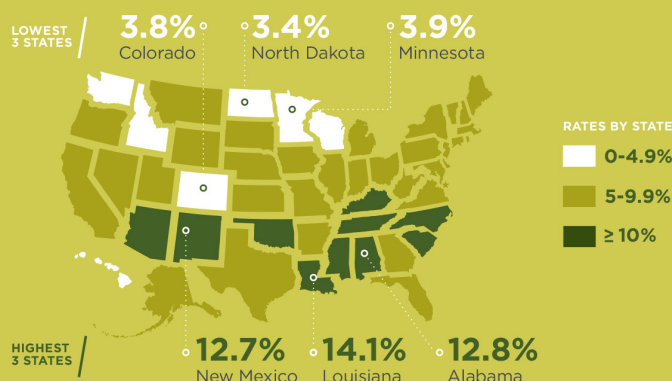 LOWEST
3 STATES
3.8%
Colorado
3.4%
North Dakota
3.9%
Minnesota
RATES BY STATE
0-4.9%
5-9.9%
≥ 10%
HIGHEST
3 STATES
12.7%
New Mexico
14.1%
Louisiana
12.8%
Alabama